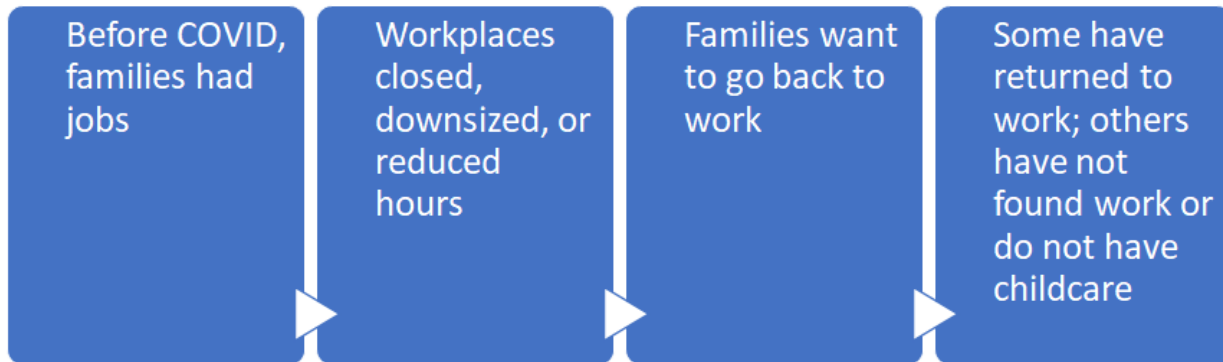 Before COVID,
families had
jobs
Workplaces
closed,
downsized, or
reduced
hours
Families want
to go back to
work
Some have
returned to
work; others
have not
found work or
do not have
childcare